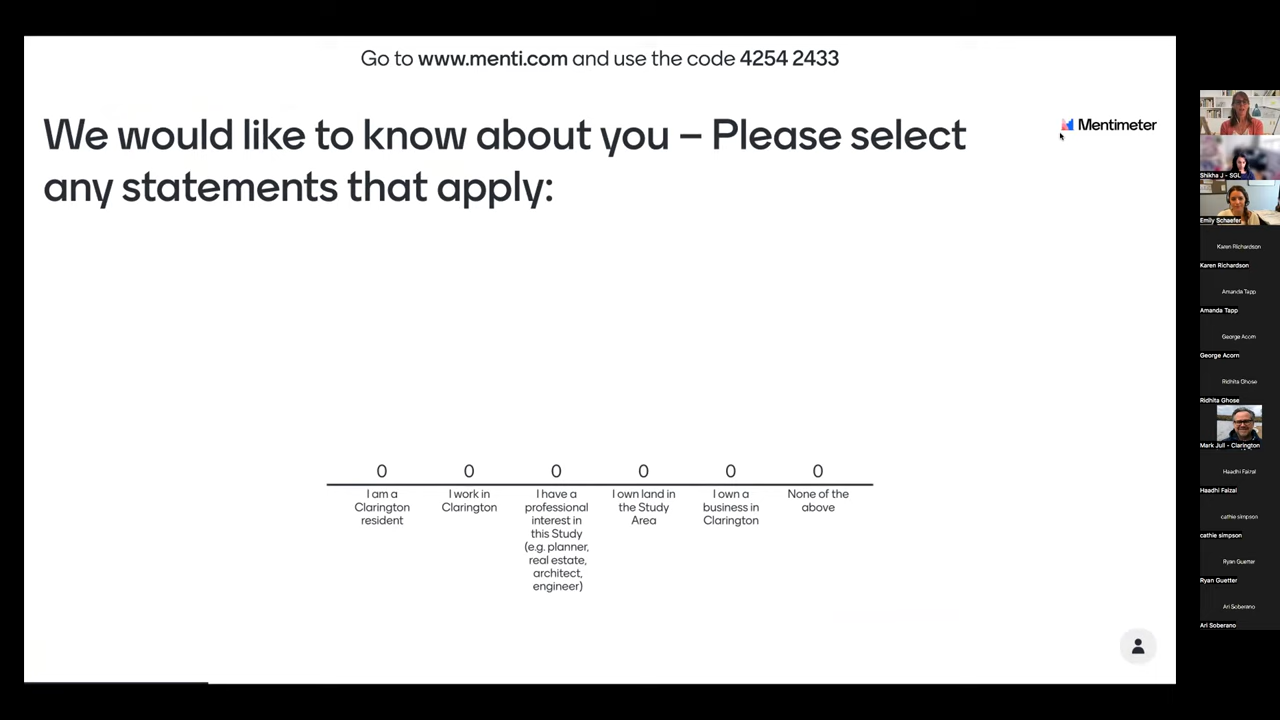 Go to www.menti.com and use the code 4254 2433
We would like to know about you – Please select
any statements that apply:
Mentimeter
0 0 0 0 0 0
I am a
Clarington
resident
I work in
Clarington
I have a
professional
interest in
this Study
(e.g. planner,
real estate,
architect,
engineer)
I own land in
the Study
Area
I own a
business in
Clarington
None of the
above
Shikha J - SGL
Emily Schaefer
Karen Richardson
Karen Richardson
Amanda Tapp
Amanda Tapp
George Acorn
George Acorn
Ridhita Ghose
Ridhita Ghose
Mark Jull - Clarington
Haadhi Faizal
Haadhi Faizal
cathie simpson
cathie simpson
Ryan Guetter
Ryan Guetter
Ari Soberano
Ari Soberano